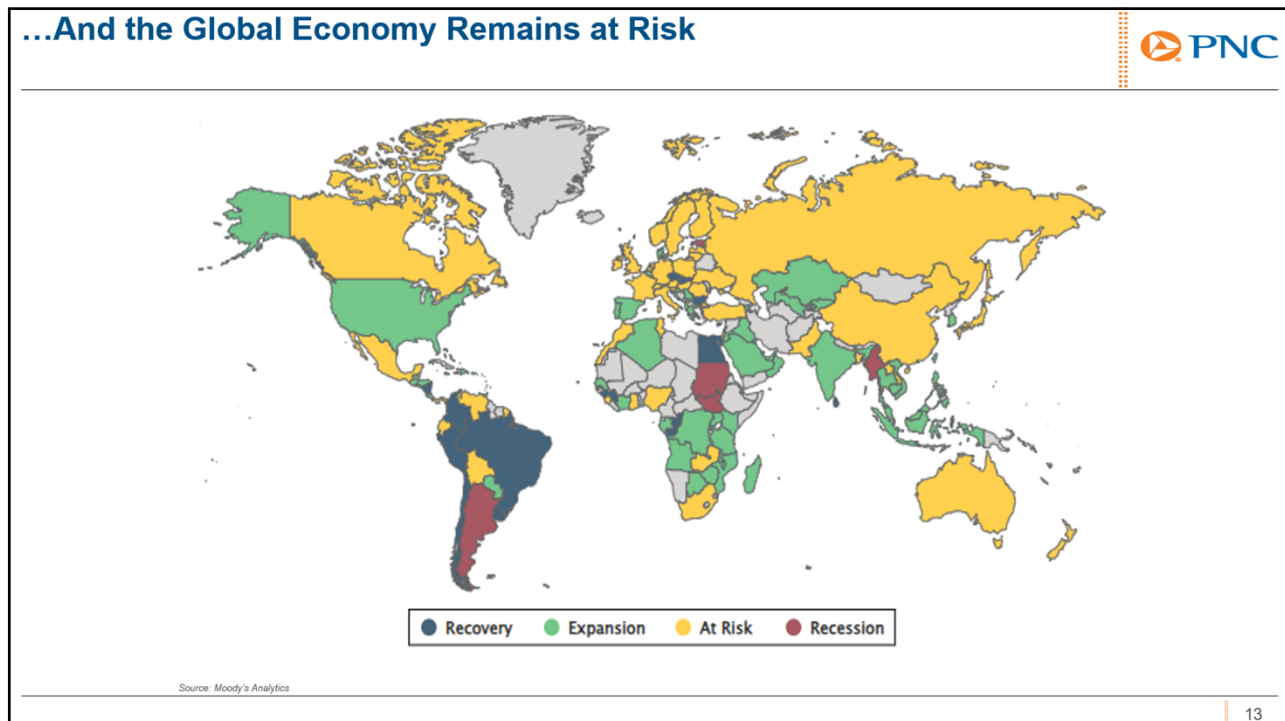 …And the Global Economy Remains at Risk
PNC
Recovery Expansion At Risk Recession
Source: Moody's Analytics
13